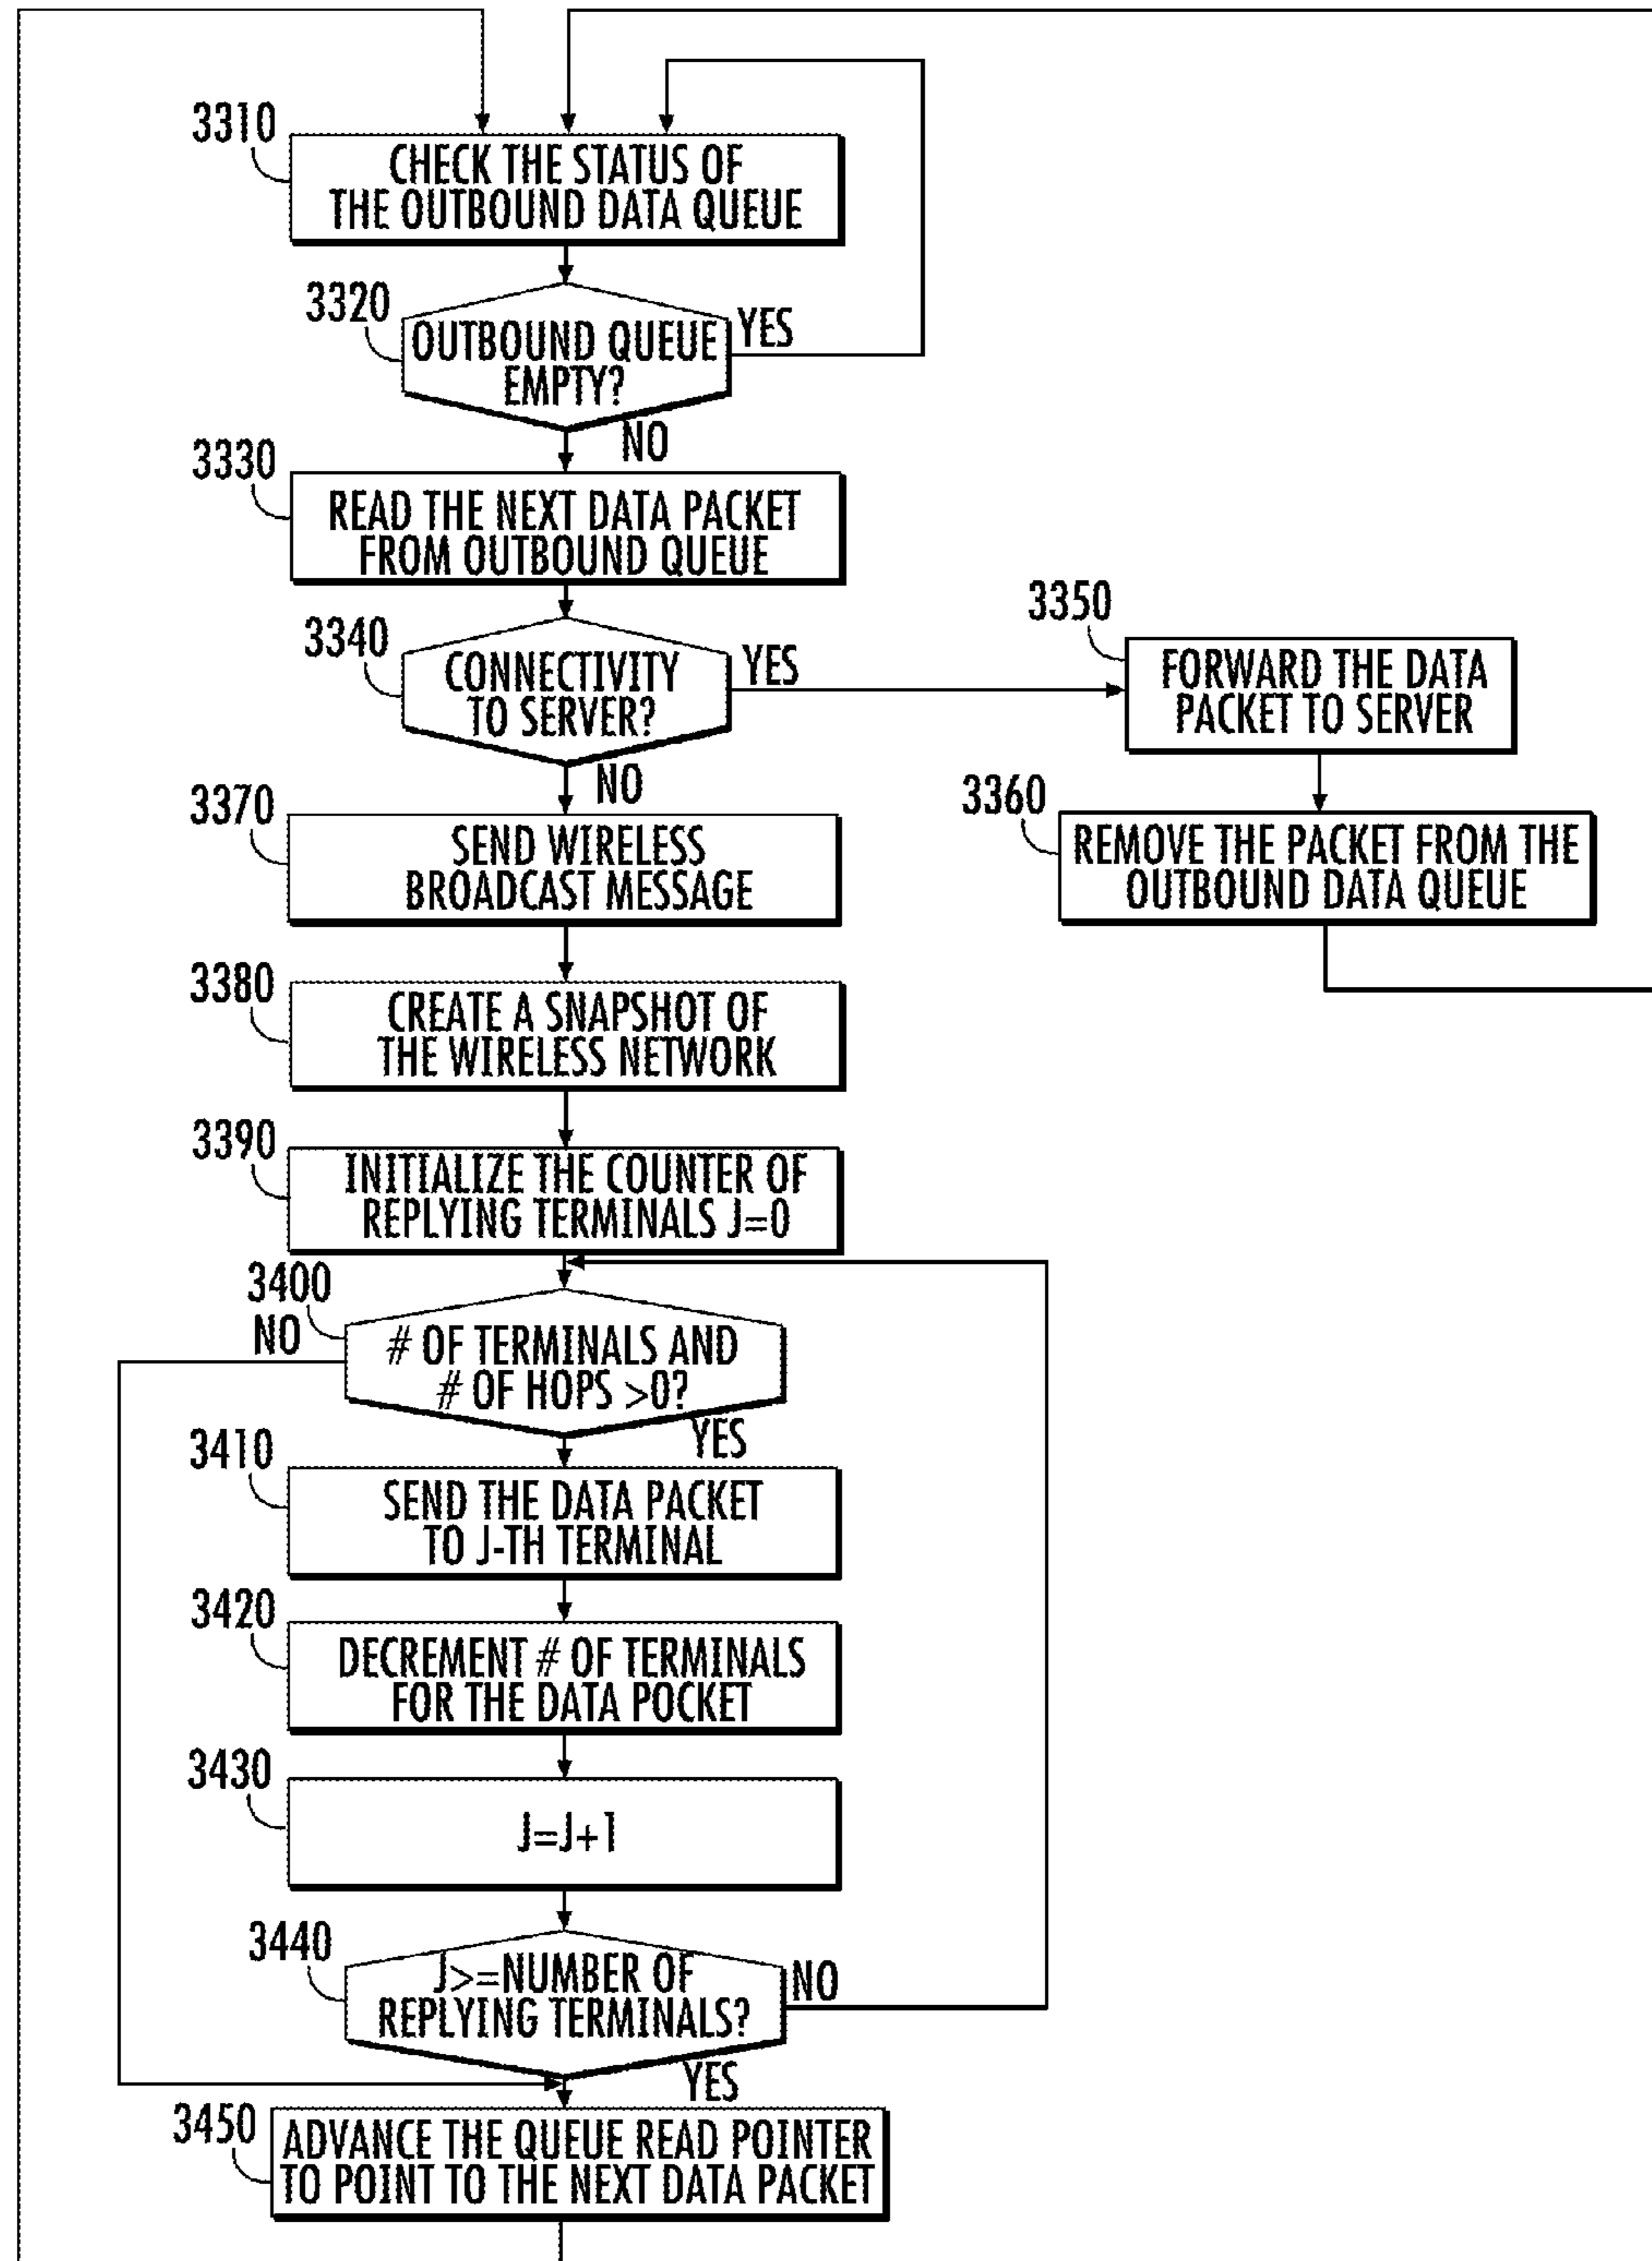 3310
CHECK THE STATUS OF
THE OUTBOUND DATA QUEUE
3320
OUTBOUND QUEUE
EMPTY?
YES
NO
3330
READ THE NEXT DATA PACKET
FROM OUTBOUND QUEUE
3340
CONNECTIVITY
TO SERVER?
YES
NO
3350
FORWARD THE DATA
PACKET TO SERVER
3360
REMOVE THE PACKET FROM THE
OUTBOUND DATA QUEUE
3370
SEND WIRELESS
BROADCAST MESSAGE
3380
CREATE A SNAPSHOT OF
THE WIRELESS NETWORK
3390
INITIALIZE THE COUNTER OF
REPLYING TERMINALS J=0
3400
NO
# OF TERMINALS AND
# OF HOPS >0?
YES
3410
SEND THE DATA PACKET
TO J-TH TERMINAL
3420
DECREMENT # OF TERMINALS
FOR THE DATA POCKET
3430
J=J+1
3440
J>=NUMBER OF
REPLYING TERMINALS?
NO
YES
3450
ADVANCE THE QUEUE READ POINTER
TO POINT TO THE NEXT DATA PACKET